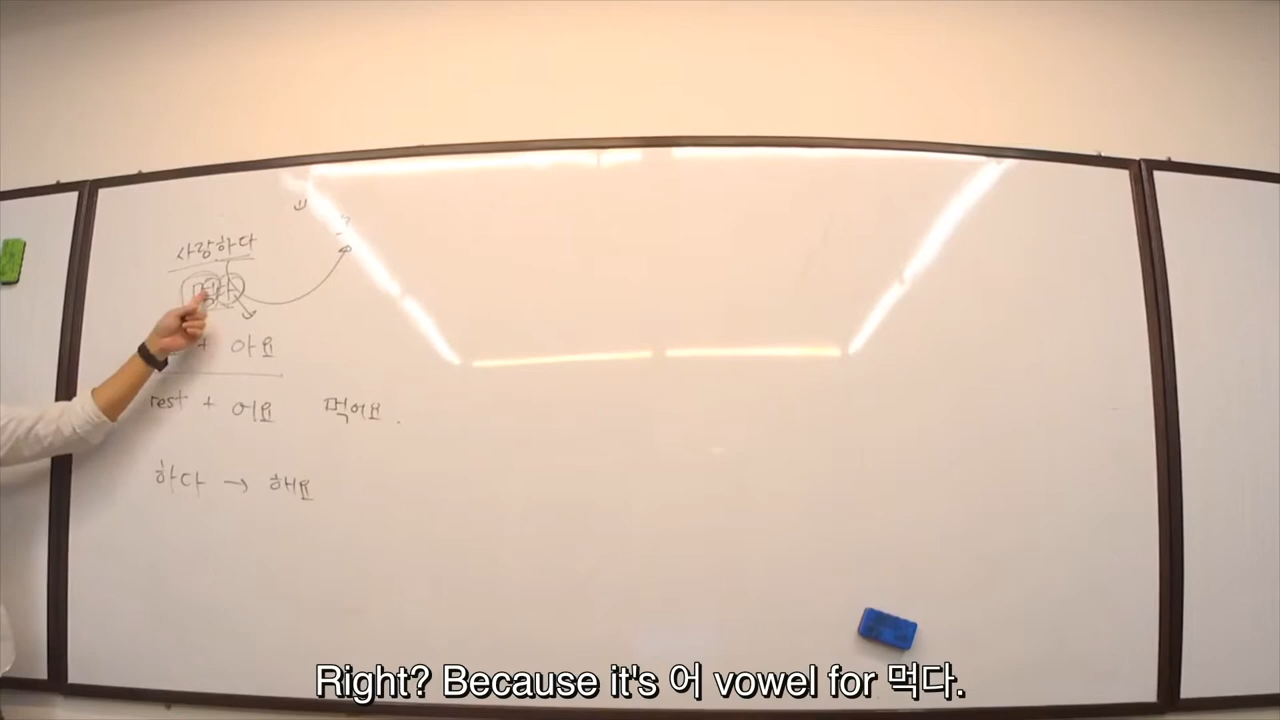 사랑하다
먹다
+ 아요
rest + 어요 먹어요.
하다 → 해요
Right? Because it's 어 vowel for 먹다.